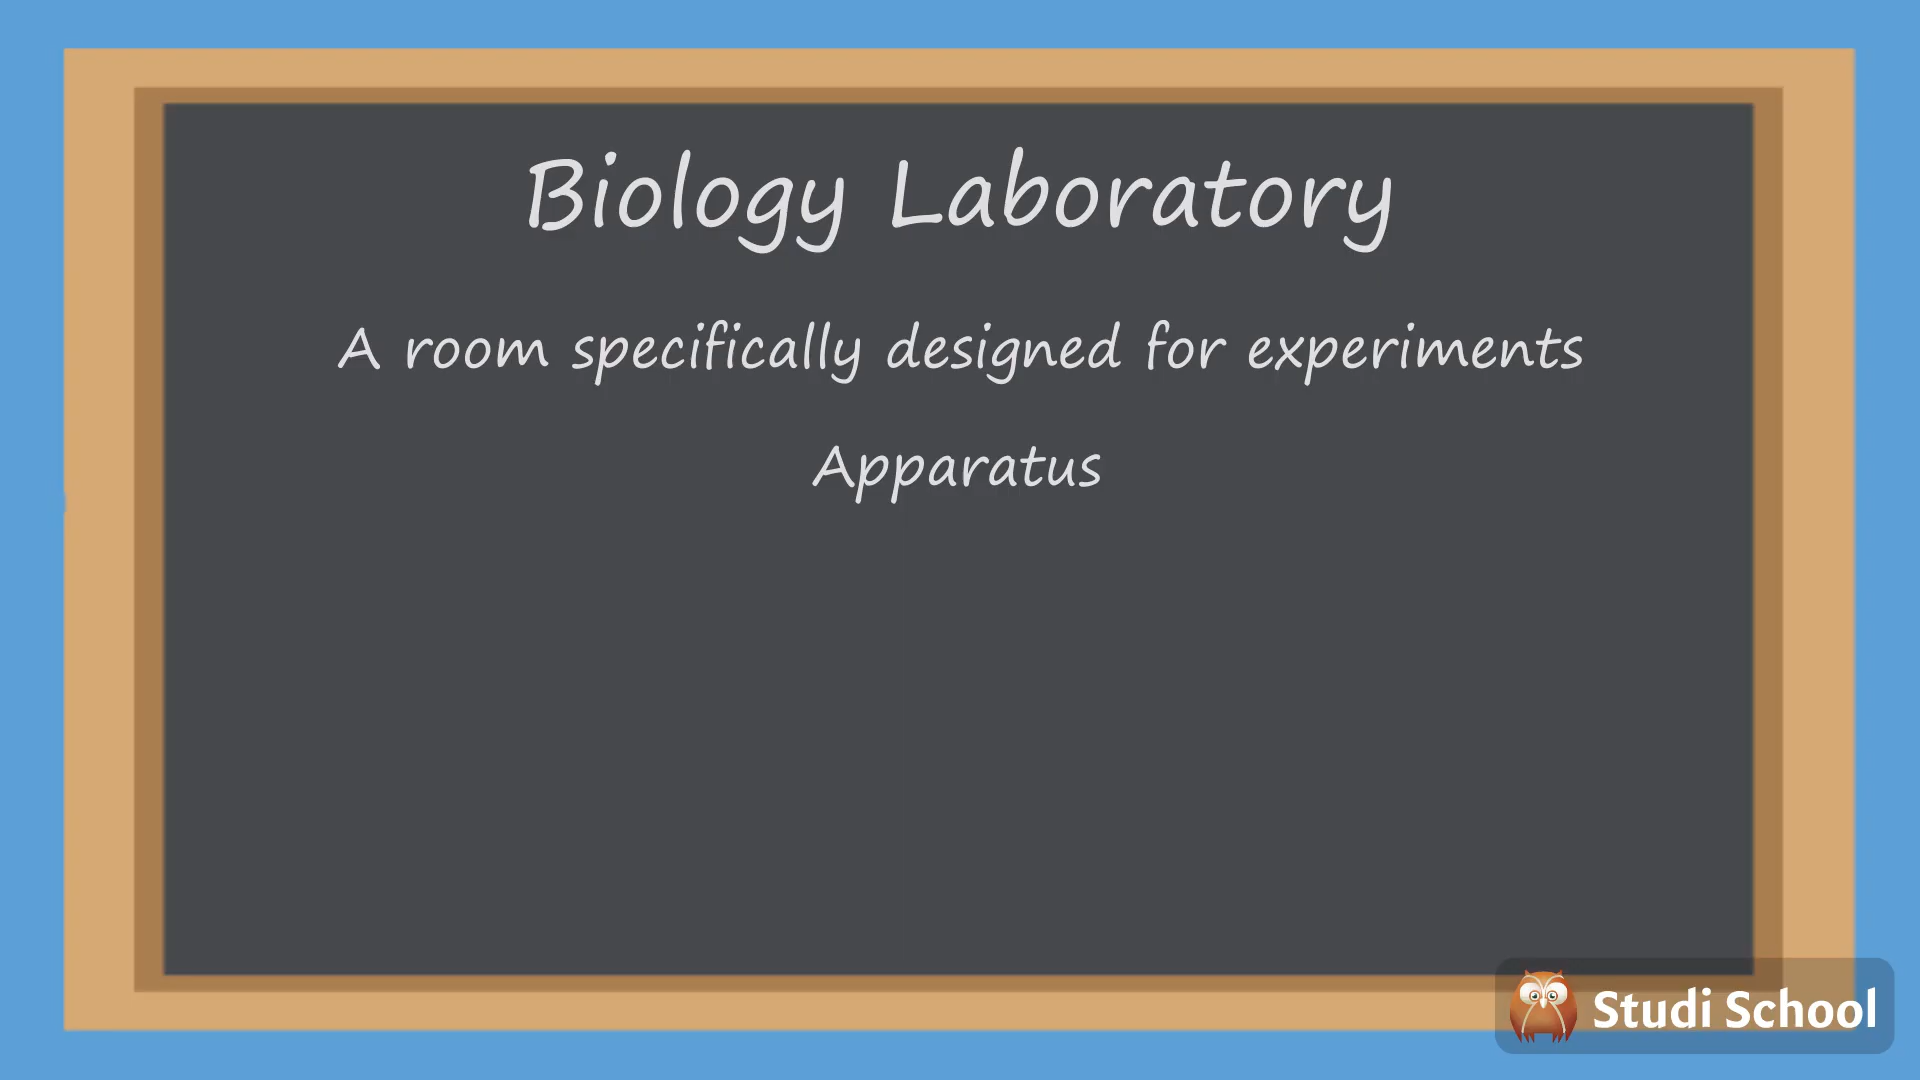 Biology Laboratory
A room specifically designed for experiments
Apparatus
Studi School